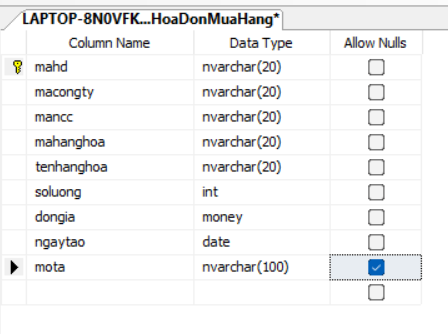 LAPTOP-8N0VFK...HoaDonMuaHang*
Column Name Data Type Allow Nulls
mahd nvarchar(20)
macongty nvarchar(20)
mancc nvarchar(20)
mahanghoa nvarchar(20)
tenhanghoa nvarchar(20)
soluong int
dongia money
ngaytao date
mota nvarchar(100)